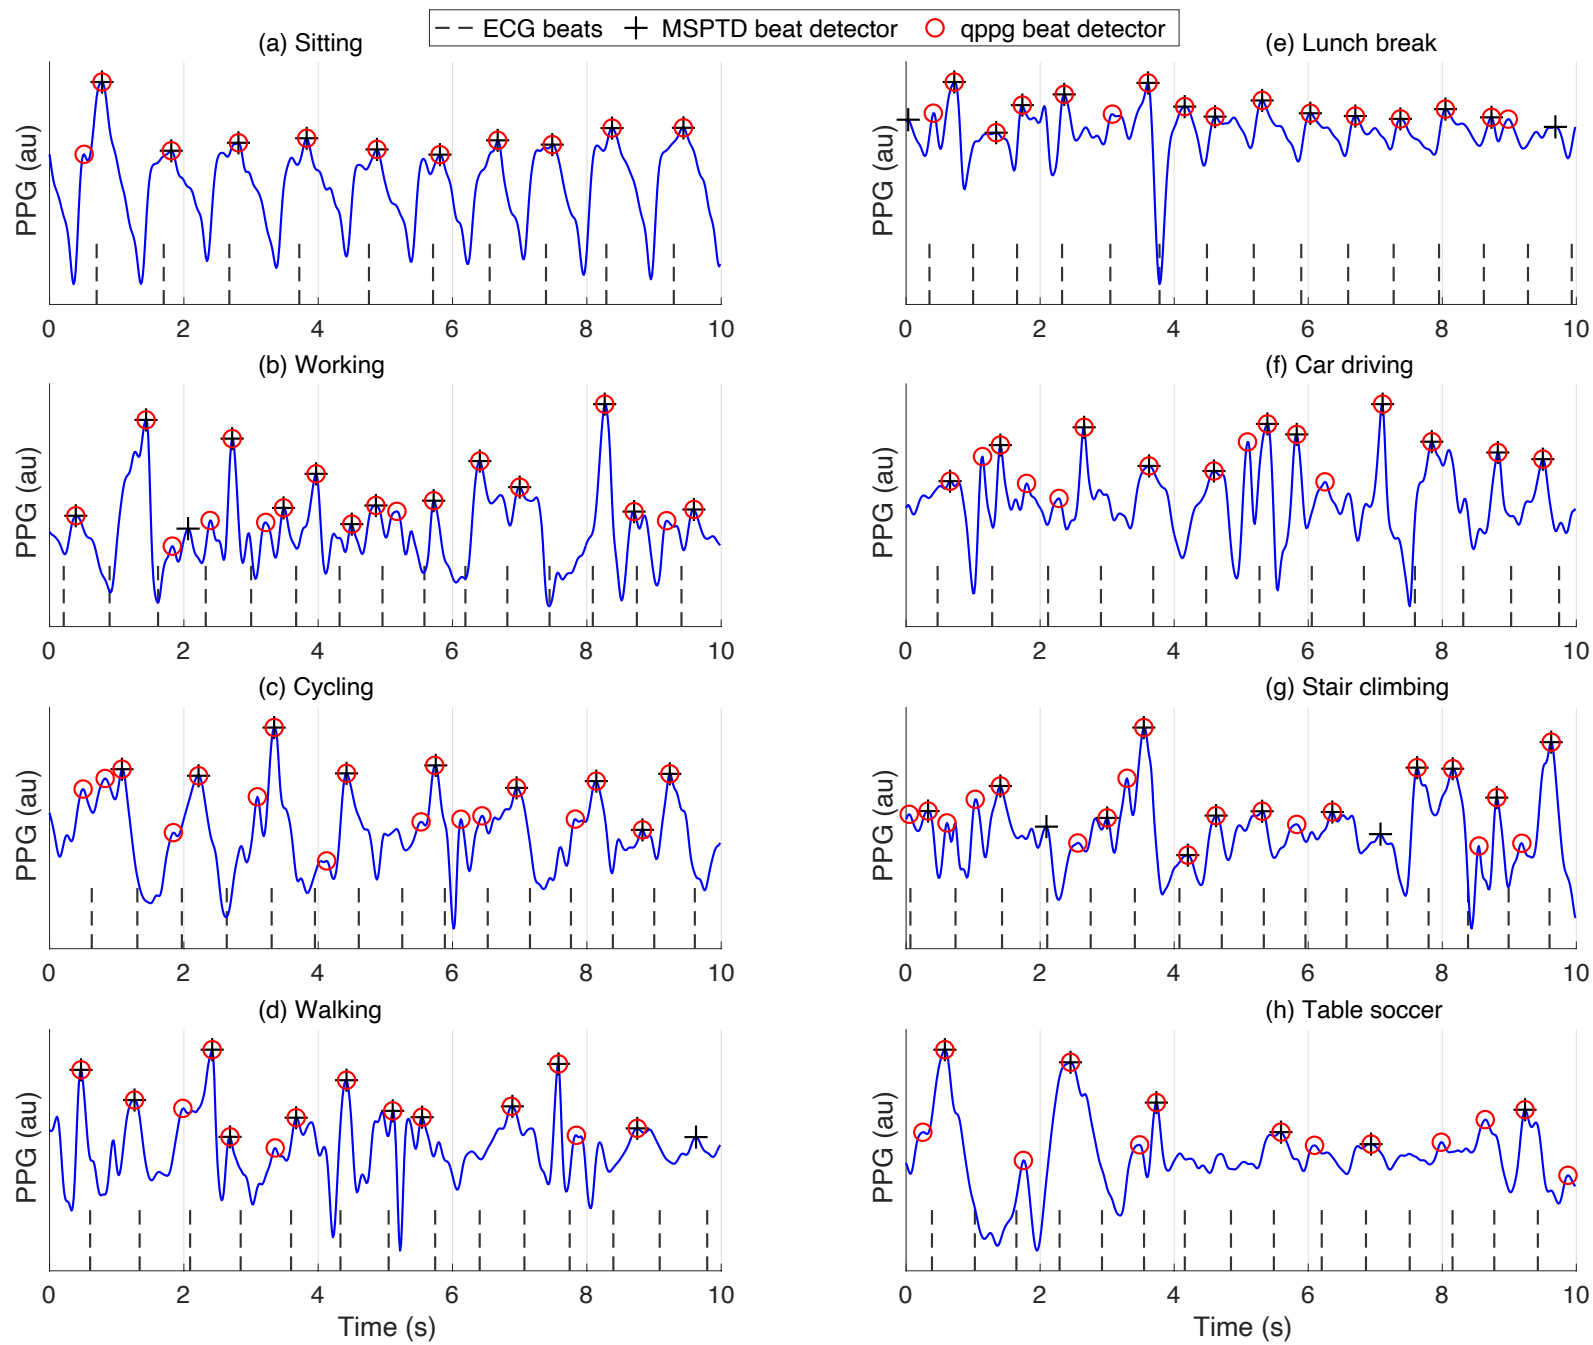 ECG beats MSPTD beat detector qppg beat detector
(a) Sitting
PPG (au)
0 2 4 6 8 10
(b) Working
PPG (au)
0 2 4 6 8 10
(c) Cycling
PPG (au)
0 2 4 6 8 10
(d) Walking
PPG (au)
0 2 4 6 8 10
Time (s)
(e) Lunch break
PPG (au)
0 2 4 6 8 10
(f) Car driving
PPG (au)
0 2 4 6 8 10
(g) Stair climbing
PPG (au)
0 2 4 6 8 10
(h) Table soccer
PPG (au)
0 2 4 6 8 10
Time (s)